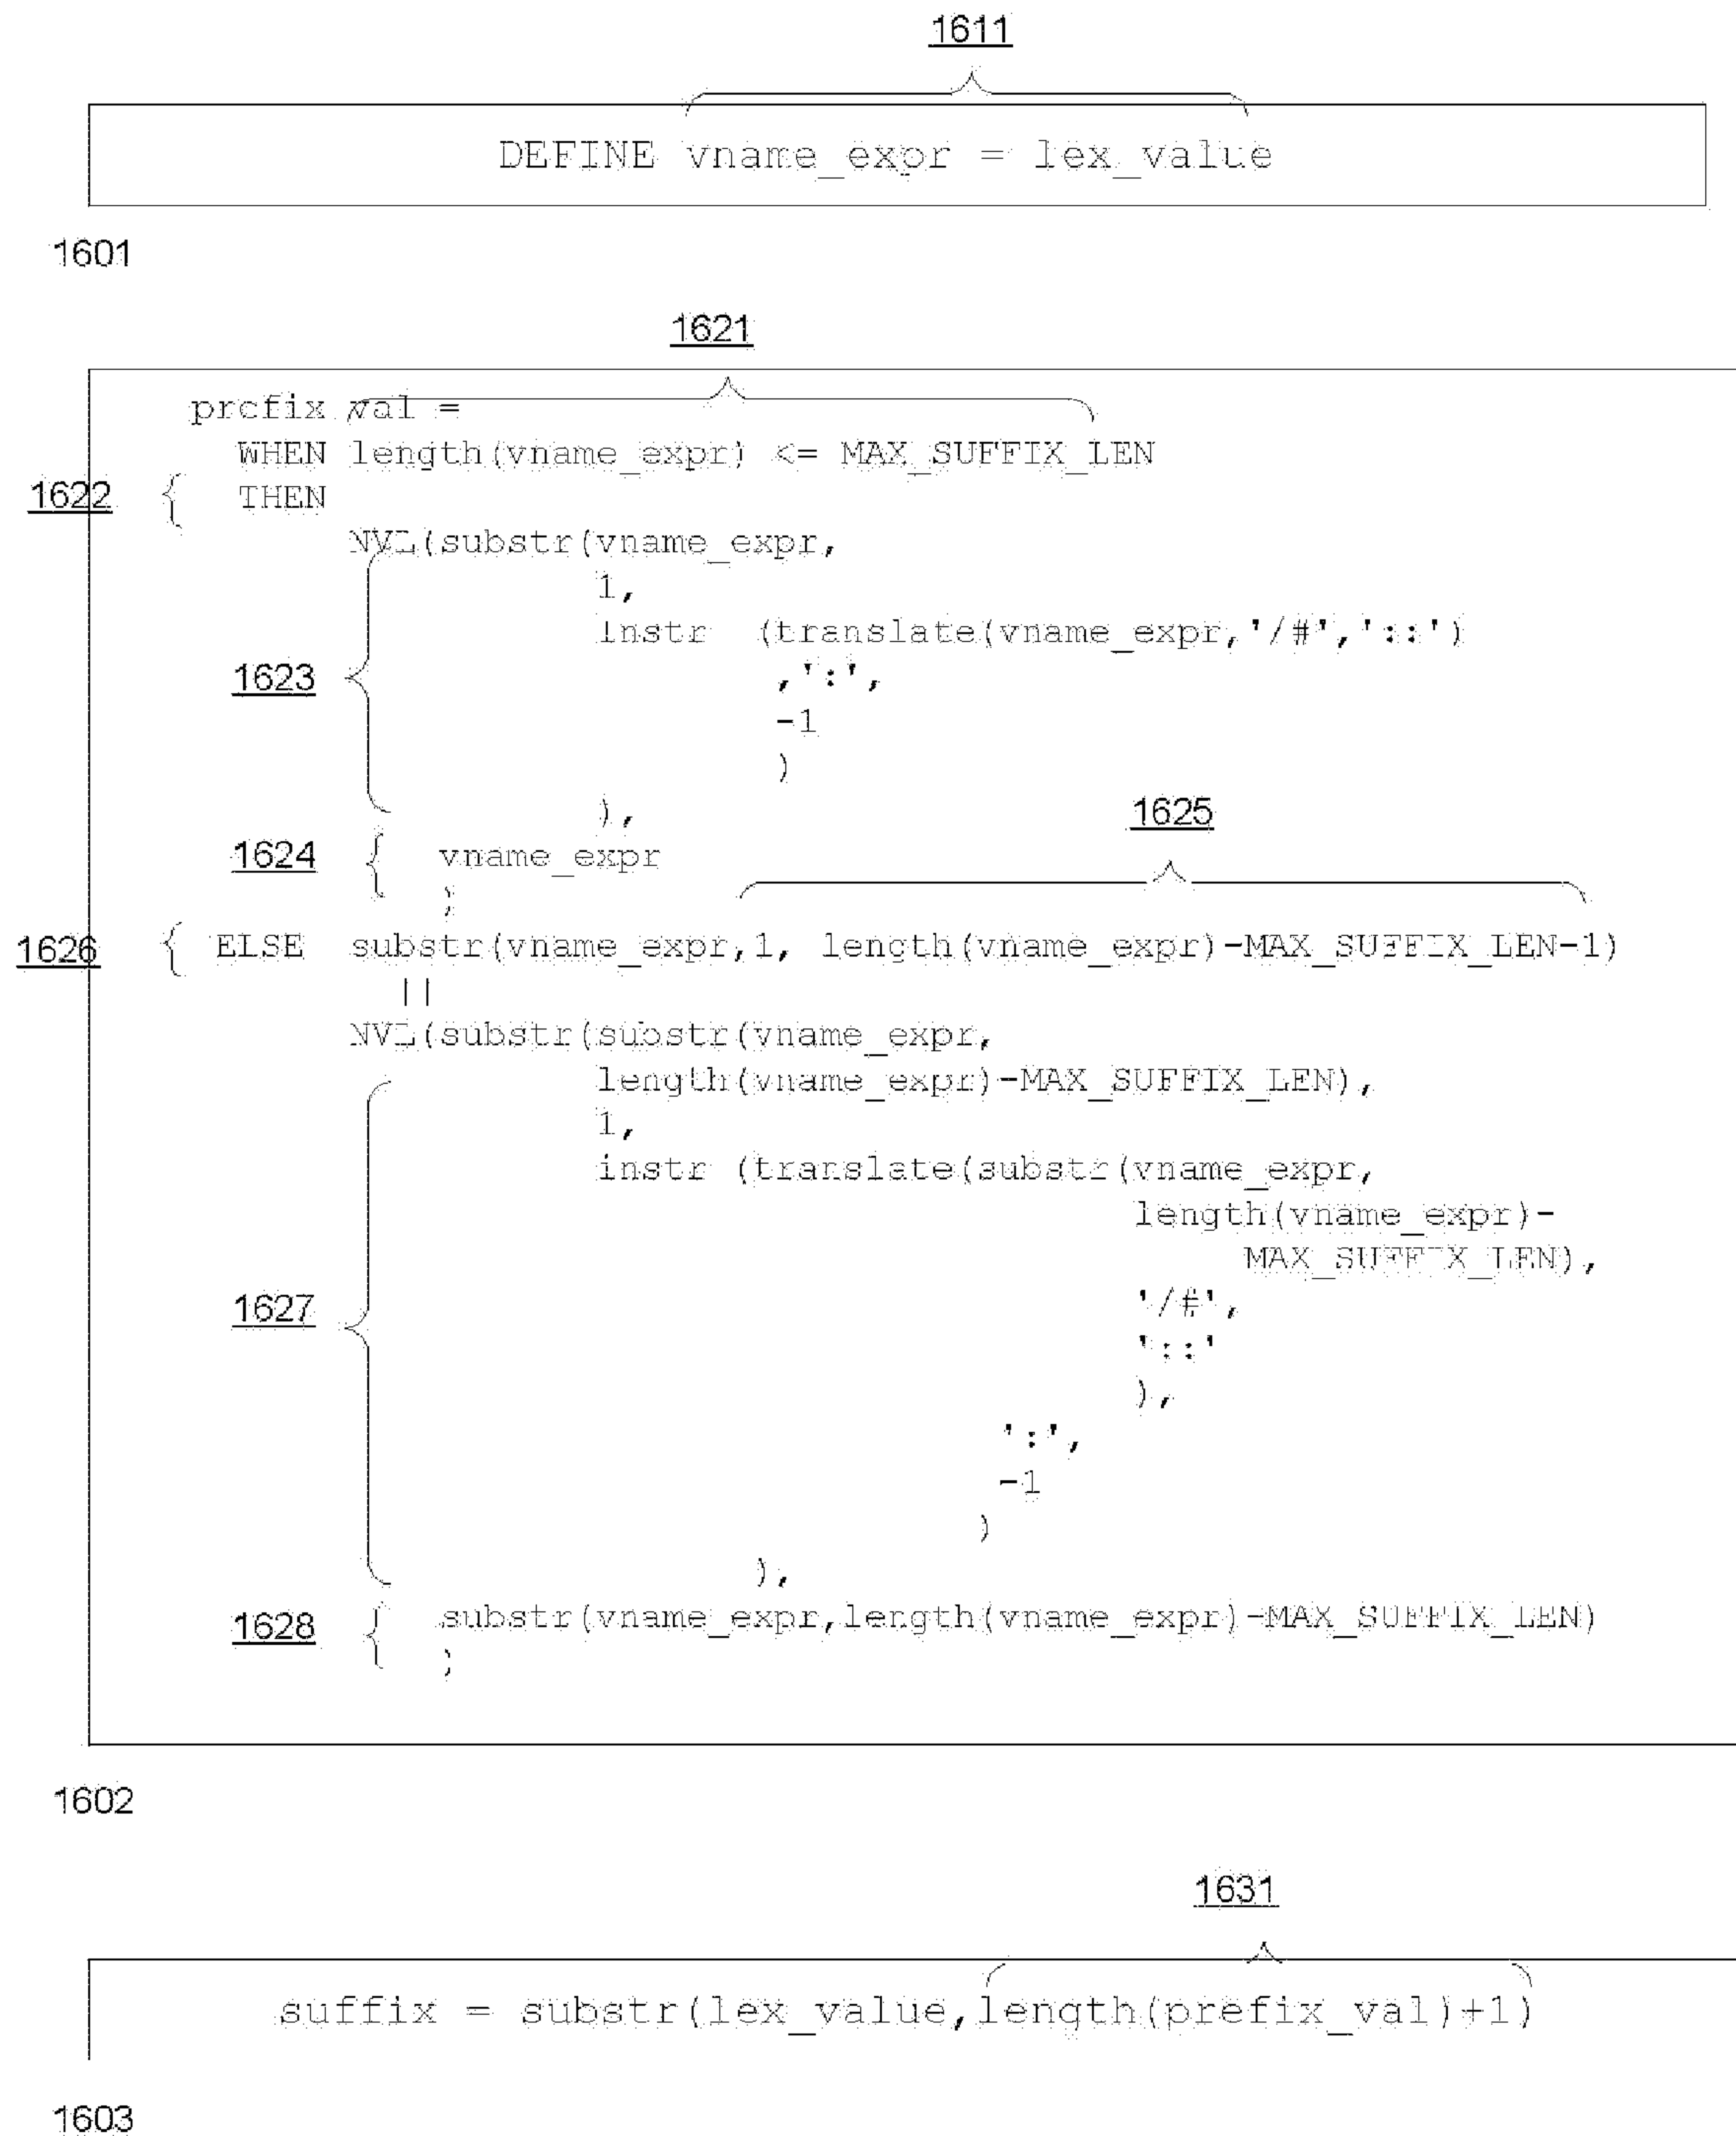 1611
DEFINE vname_expr = lex_value
1601
1621
prefix val =
WHEN length(vname_expr) <= MAX_SUFFIX_LEN
1622 { THEN
NVL(substr(vname_expr,
1,
instr (translate(vname_expr,'/#','::')
1623
,':',
-1
)
),
1625
1624 { vname_expr
)
1626 { ELSE substr(vname_expr,1, length(vname_expr)-MAX_SUFFIX_LEN-1)
||
NVL(substr(substr(vname_expr,
length(vname_expr)-MAX_SUFFIX_LEN),
1,
instr (translate(substr(vname_expr,
length(vname_expr)-
MAX_SUFFIX_LEN),
'/#',
1627
'::'
),
':',
-1
)
),
1628 { substr(vname_expr,length(vname_expr)-MAX_SUFFIX_LEN)
)
1602
1631
suffix = substr(lex_value,length(prefix_val)+1)
1603